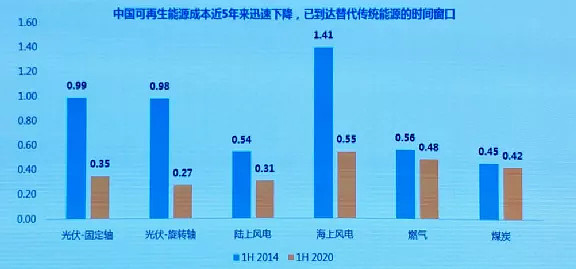 中国可再生能源成本近5年来迅速下降，已到达替代传统能源的时间窗口
1.60
1.40
1.20
1.00
0.80
0.60
0.40
0.20
0.00
0.99
0.35
0.98
0.27
0.54
0.31
1.41
0.55
0.56
0.48
0.45
0.42
光伏-固定轴
光伏-旋转轴
陆上风电
海上风电
燃气
煤炭
1H 2014
1H 2020